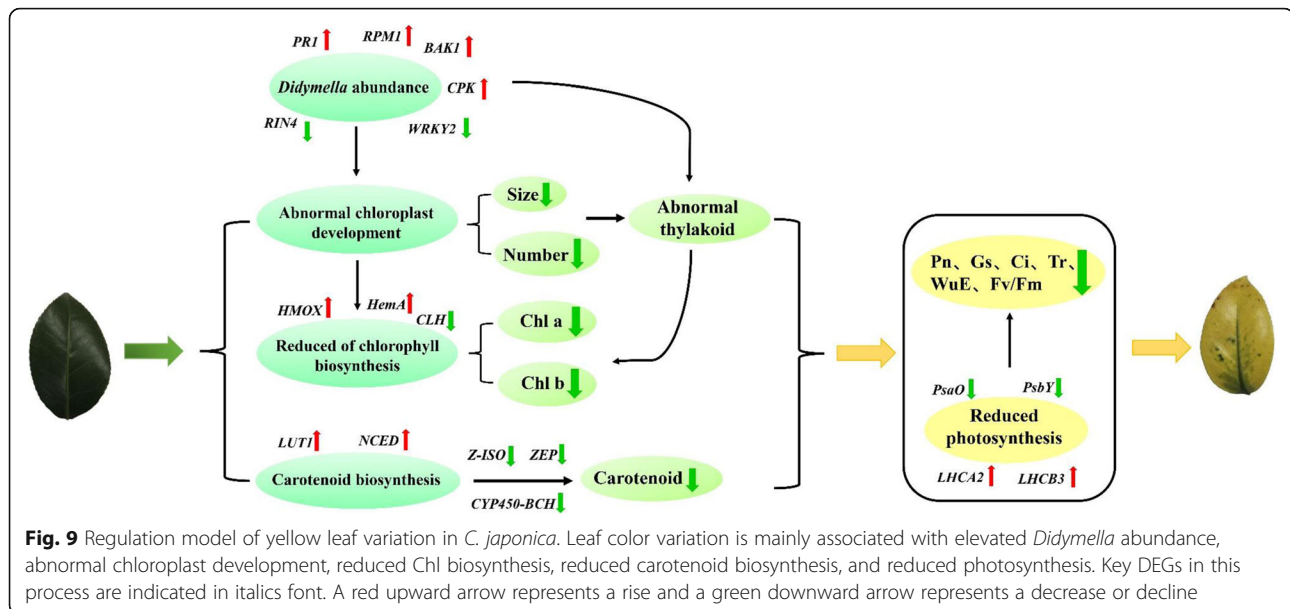 PR1
RPM1
BAK1
Didymella abundance
CPK
RIN4
WRKY2
Abnormal chloroplast
development
Size
Number
Abnormal
thylakoid
HMOX
HemA
CLH
Reduced of chlorophyll
biosynthesis
Chl a
Chl b
LUT1
NCED
Carotenoid biosynthesis
Z-ISO
ZEP
CYP450-BCH
Carotenoid
Pn、Gs、Ci、Tr、
WuE、Fv/Fm
PsaO
PsbY
Reduced
photosynthesis
LHCA2
LHCB3
Fig. 9 Regulation model of yellow leaf variation in C. japonica. Leaf color variation is mainly associated with elevated Didymella abundance,
abnormal chloroplast development, reduced Chl biosynthesis, reduced carotenoid biosynthesis, and reduced photosynthesis. Key DEGs in this
process are indicated in italics font. A red upward arrow represents a rise and a green downward arrow represents a decrease or decline